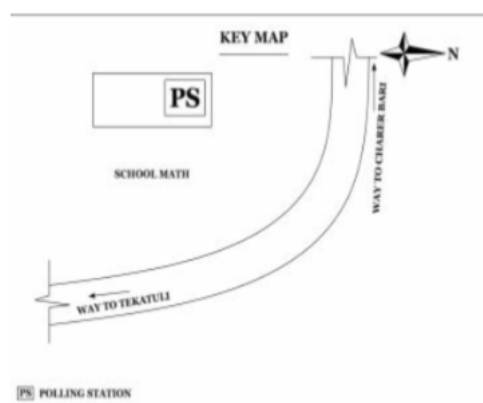 KEY MAP
N
PS
WAY TO CHARER BARI
SCHOOL MATH
WAY TO TEKATULI
PS POLLING STATION